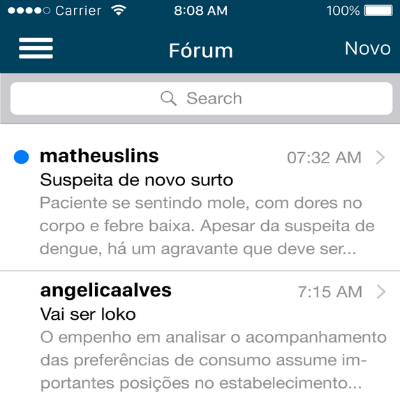 Carrier 8:08 AM 100%
Fórum Novo
Search
matheuslins 07:32 AM
Suspeita de novo surto
Paciente se sentindo mole, com dores no
corpo e febre baixa. Apesar da suspeita de
dengue, há um agravante que deve ser...
angelicaalves 7:15 AM
Vai ser loko
O empenho em analisar o acompanhamento
das preferências de consumo assume im-
portantes posições no estabelecimento...